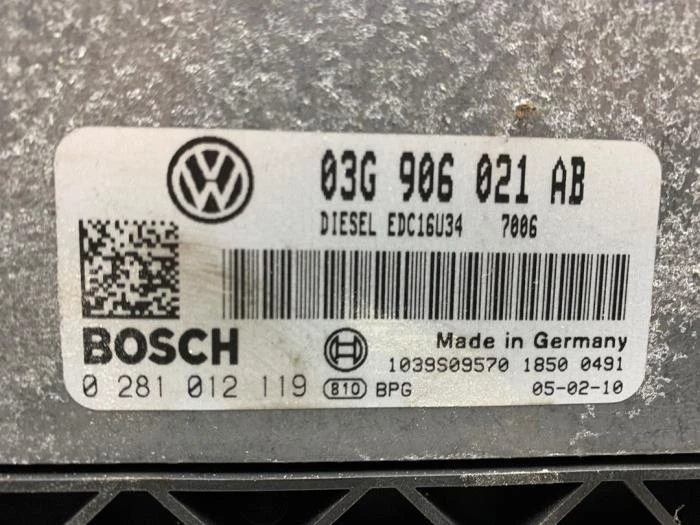 03G 906 021 AB
DIESEL EDC16U34 7006
BOSCH
Made in Germany
1039S09570 1850 0491
0 281 012 119 810 BPG 05-02-10